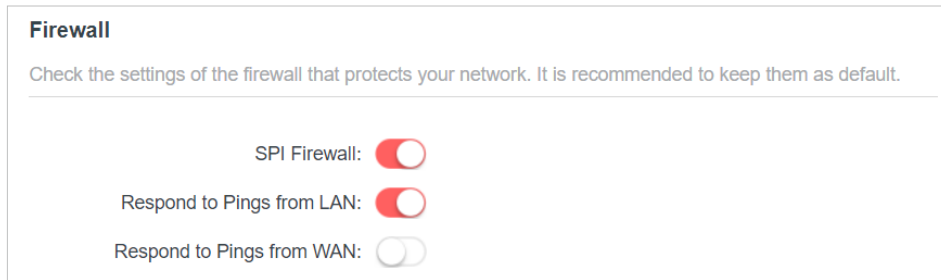 Firewall
Check the settings of the firewall that protects your network. It is recommended to keep them as default.
SPI Firewall:
Respond to Pings from LAN:
Respond to Pings from WAN: